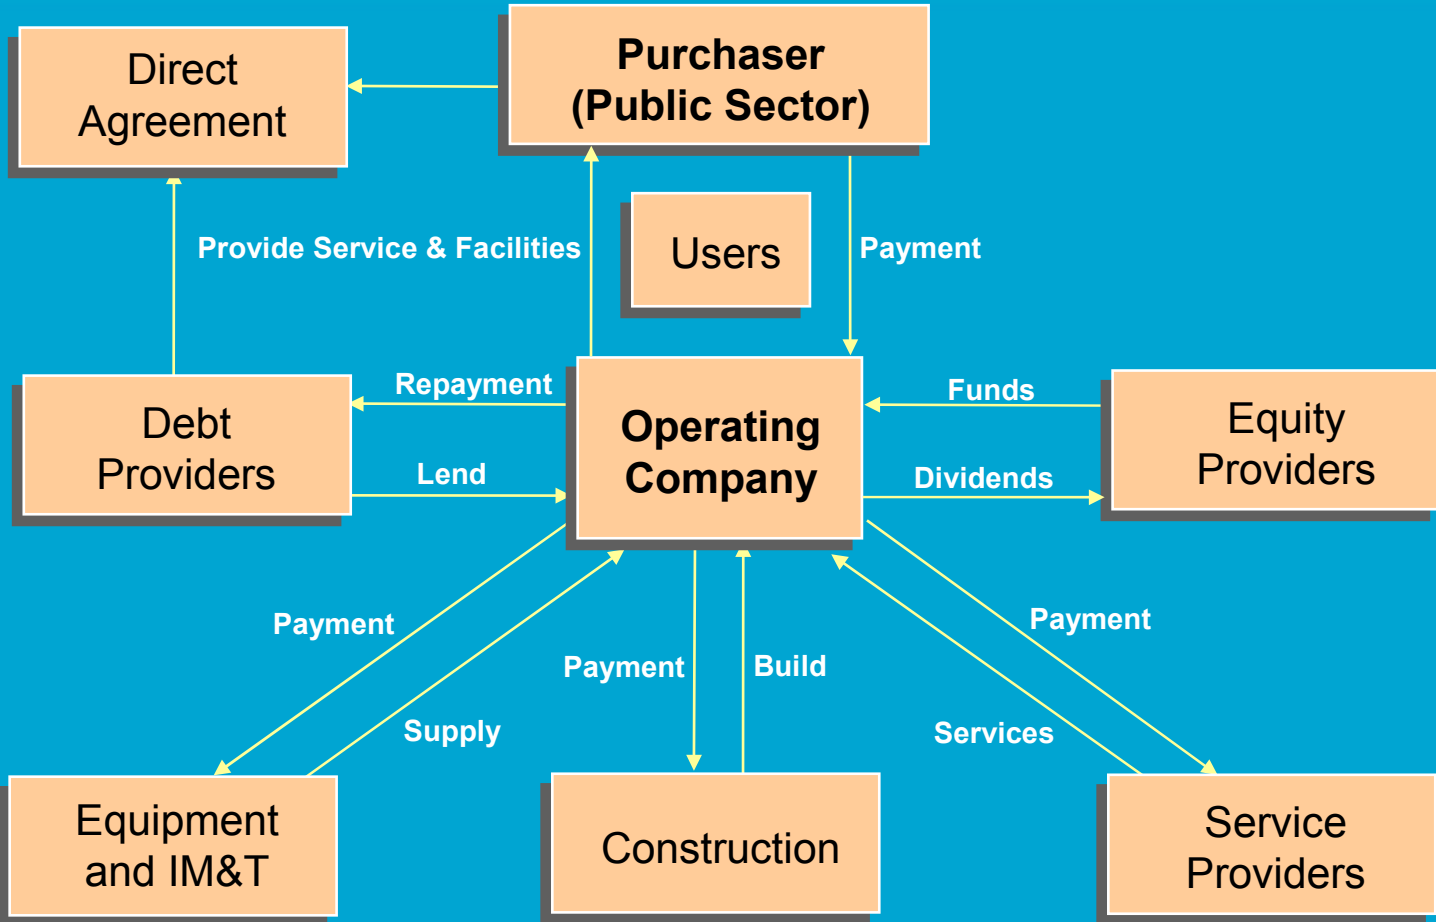 Direct
Agreement
Purchaser
(Public Sector)
Provide Service & Facilities
Users
Payment
Debt
Providers
Repayment
Lend
Operating
Company
Funds
Dividends
Equity
Providers
Payment
Supply
Payment
Build
Payment
Services
Equipment
and IM&T
Construction
Service
Providers